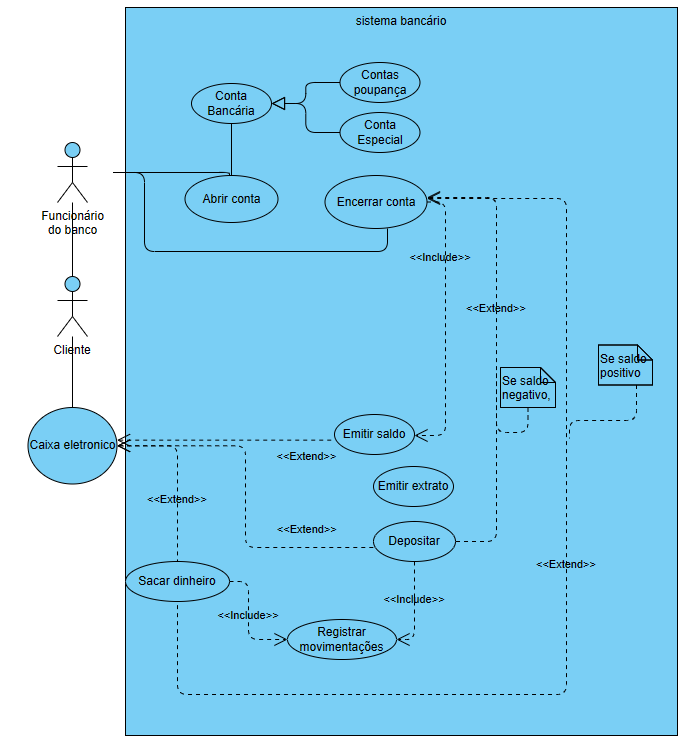 sistema bancário
Contas
poupança
Conta
Bancária
Conta
Especial
Abrir conta
Encerrar conta
Funcionário
do banco
<<Include>>
<<Extend>>
Cliente
Se saldo
positivo
Se saldo
negativo,
Emitir saldo
Caixa eletronico
<<Extend>>
Emitir extrato
<<Extend>>
<<Extend>>
Depositar
<<Extend>>
Sacar dinheiro
<<Include>>
<<Include>>
Registrar
movimentações